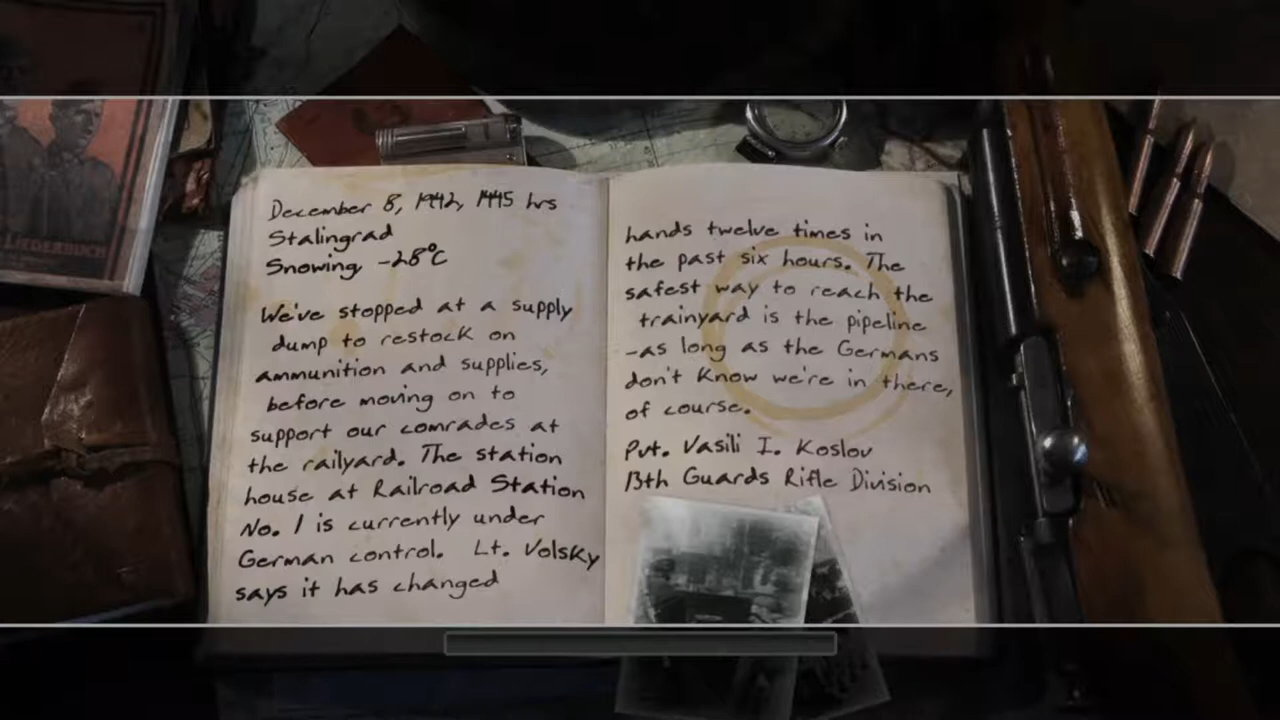 LIEDERBUCH
December 8, 1942, 1445 hrs
Stalingrad
Snowing, -28°C
We've stopped at a supply
dump to restock on
ammunition and supplies,
before moving on to
support our comrades at
the railyard. The station
house at Railroad Station
No. 1 is currently under
German control. Lt. Volsky
says it has changed
hands twelve times in
the past six hours. The
safest way to reach the
trainyard is the pipeline
-as long as the Germans
don't know we're in there,
of course.
Pvt. Vasili I. Koslov
13th Guards Rifle Division